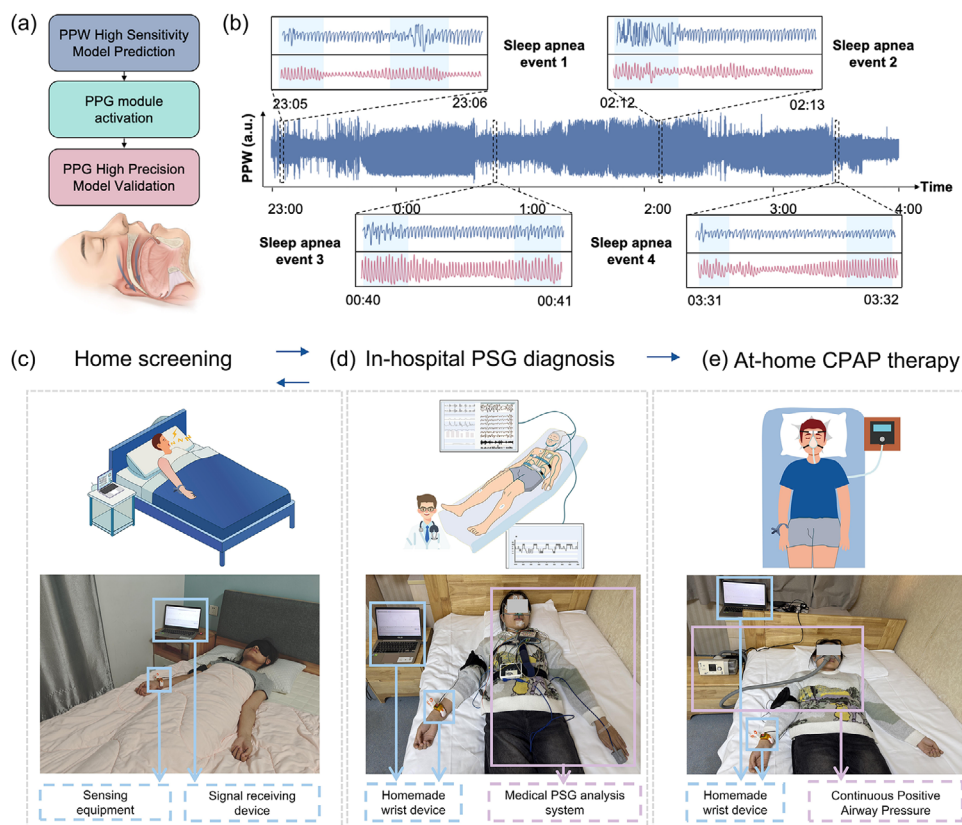 (a)
PPW High Sensitivity
Model Prediction
PPG module
activation
PPG High Precision
Model Validation
(b)
Sleep apnea
event 1
23:05
23:06
Sleep apnea
event 2
02:12
02:13
PPW (a.u.)
Time
23:00
0:00
1:00
2:00
3:00
4:00
Sleep apnea
event 3
00:40
00:41
Sleep apnea
event 4
03:31
03:32
(c) Home screening
(d) In-hospital PSG diagnosis
(e) At-home CPAP therapy
Sensing
equipment
Signal receiving
device
Homemade
wrist device
Medical PSG analysis
system
Homemade
wrist device
Continuous Positive
Airway Pressure